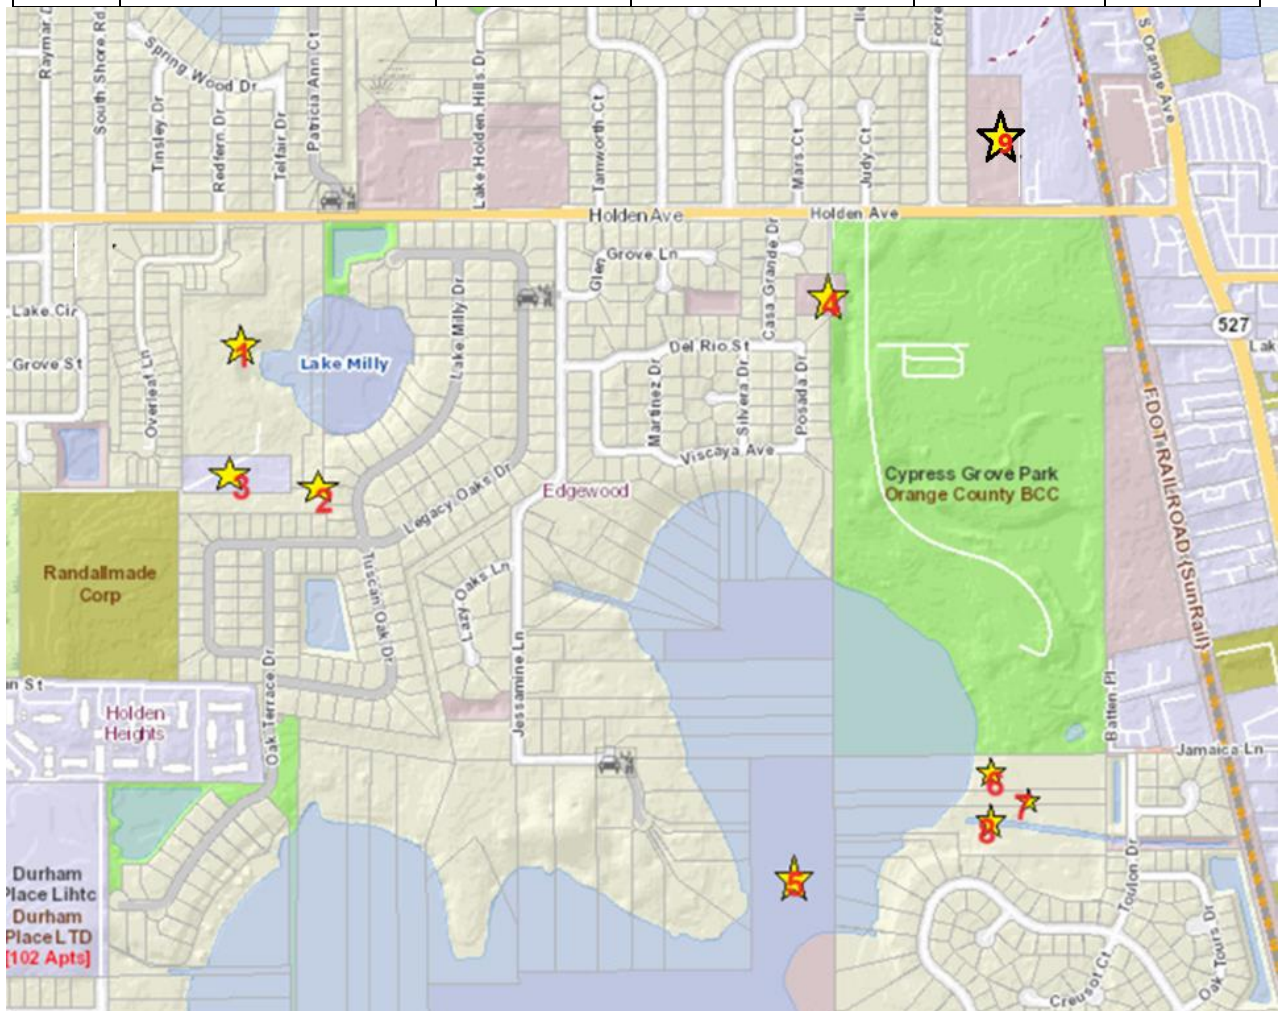 Raymar D
South Shore Rd
Spring Wood Dr
Tinsley Dr
Redfern Dr
Telfair Dr
Patricia Ann Ct
Lake Holden Hills Dr
Tamworth Ct
Mars Ct
Judy Ct
Forre
S Orange Ave
9
Holden Ave
Holden Ave
Lake Cir
Grove St
Overleaf Ln
1
Lake Milly
Lake Milly Dr
Glen
Grove Ln
Casa Grande Dr
4
Del Rio St
Martinez Dr
Silvera Dr
Posada Dr
Viscaya Ave
527
Lak
3
2
Legacy Oaks Dr
Edgewood
Cypress Grove Park
Orange County BCC
FDOT/RAILROAD {SunRail}
Randallmade
Corp
Tuscan Oak Dr
Lazy Oaks Ln
Jessamine Ln
Oak Terrace Dr
n St
Holden
Heights
Batten Pl
Jamaica Ln
6
7
8
5
Durham
Place Lihtc
Durham
Place LTD
[102 Apts]
Toulon Dr
Creusot Ct
Oak Tours Dr